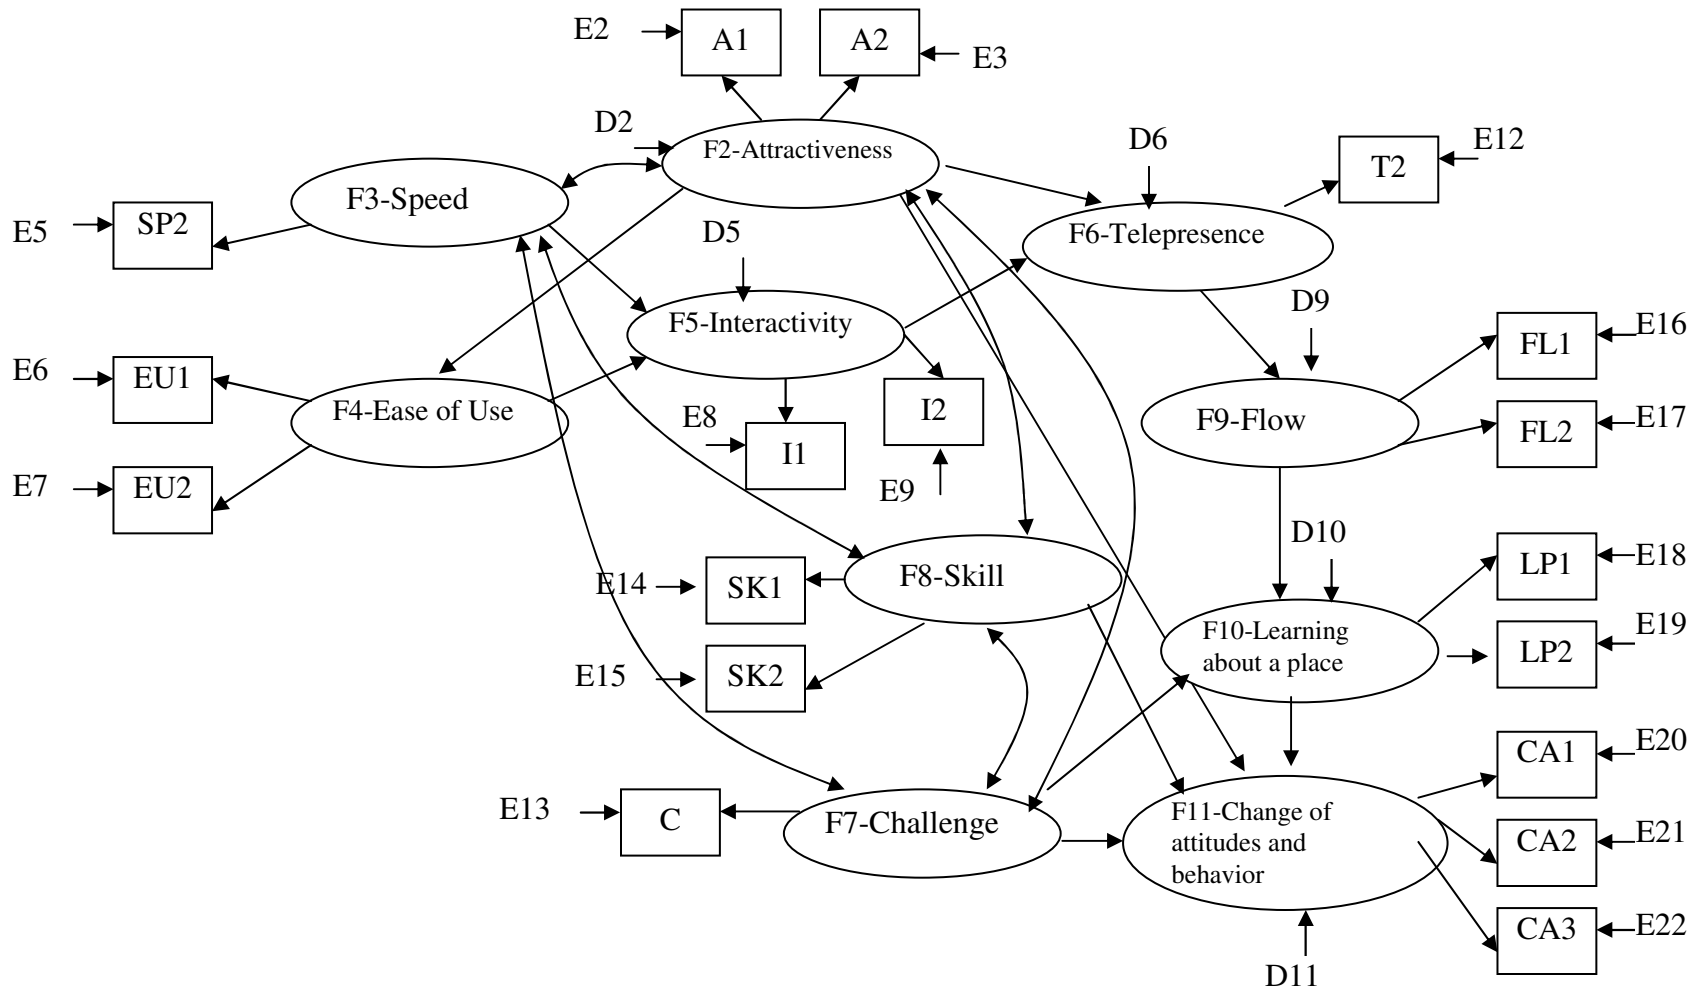 E2
A1
A2
E3
D2
F2-Attractiveness
D6
E12
T2
F3-Speed
SP2
E5
D5
F6-Telepresence
D9
F5-Interactivity
E16
FL1
E6
EU1
F4-Ease of Use
E8
I2
F9-Flow
E17
FL2
I1
E7
EU2
E9
D10
E18
LP1
F8-Skill
E14
SK1
F10-Learning
about a place
E19
LP2
E15
SK2
E20
CA1
E13
C
F7-Challenge
F11-Change of
attitudes and
behavior
E21
CA2
E22
CA3
D11